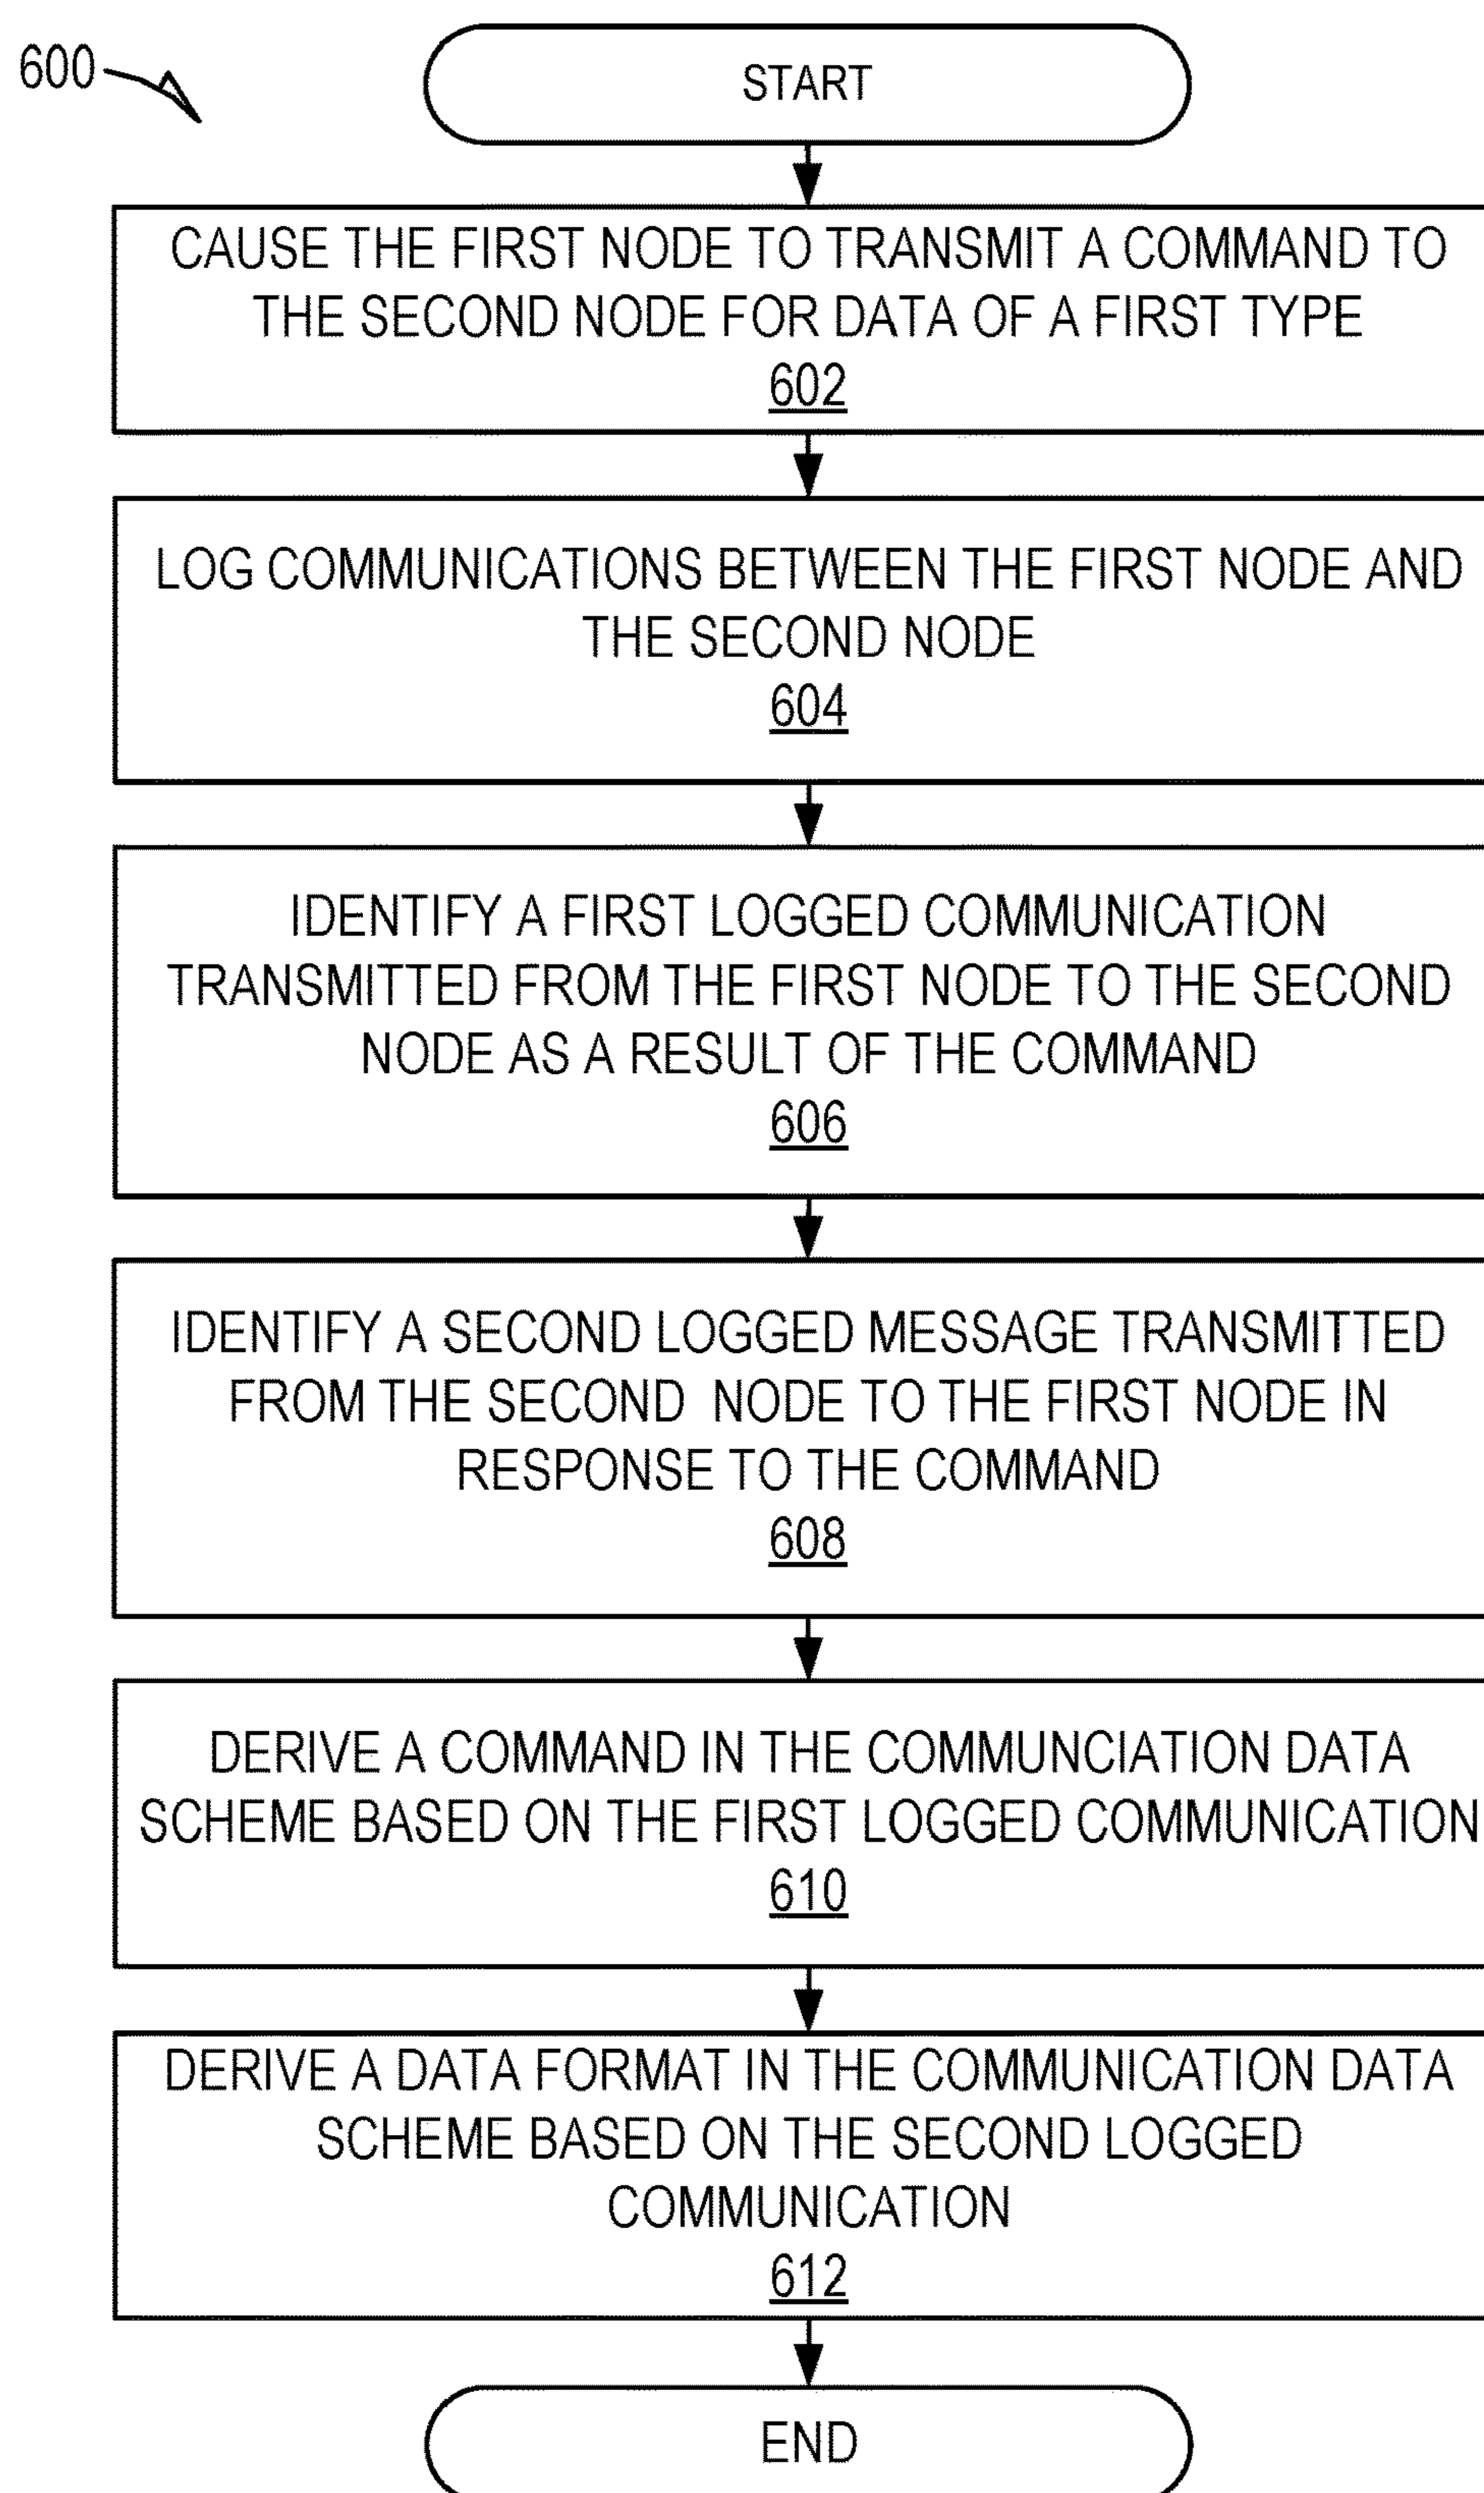 600
START
CAUSE THE FIRST NODE TO TRANSMIT A COMMAND TO
THE SECOND NODE FOR DATA OF A FIRST TYPE
602
LOG COMMUNICATIONS BETWEEN THE FIRST NODE AND
THE SECOND NODE
604
IDENTIFY A FIRST LOGGED COMMUNICATION
TRANSMITTED FROM THE FIRST NODE TO THE SECOND
NODE AS A RESULT OF THE COMMAND
606
IDENTIFY A SECOND LOGGED MESSAGE TRANSMITTED
FROM THE SECOND NODE TO THE FIRST NODE IN
RESPONSE TO THE COMMAND
608
DERIVE A COMMAND IN THE COMMUNCIATION DATA
SCHEME BASED ON THE FIRST LOGGED COMMUNICATION
610
DERIVE A DATA FORMAT IN THE COMMUNICATION DATA
SCHEME BASED ON THE SECOND LOGGED
COMMUNICATION
612
END